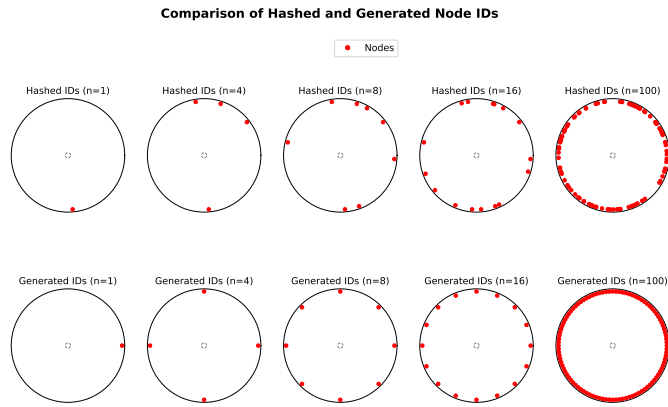 Comparison of Hashed and Generated Node IDs
Nodes
Hashed IDs (n=1)
Hashed IDs (n=4)
Hashed IDs (n=8)
Hashed IDs (n=16)
Hashed IDs (n=100)
Generated IDs (n=1)
Generated IDs (n=4)
Generated IDs (n=8)
Generated IDs (n=16)
Generated IDs (n=100)